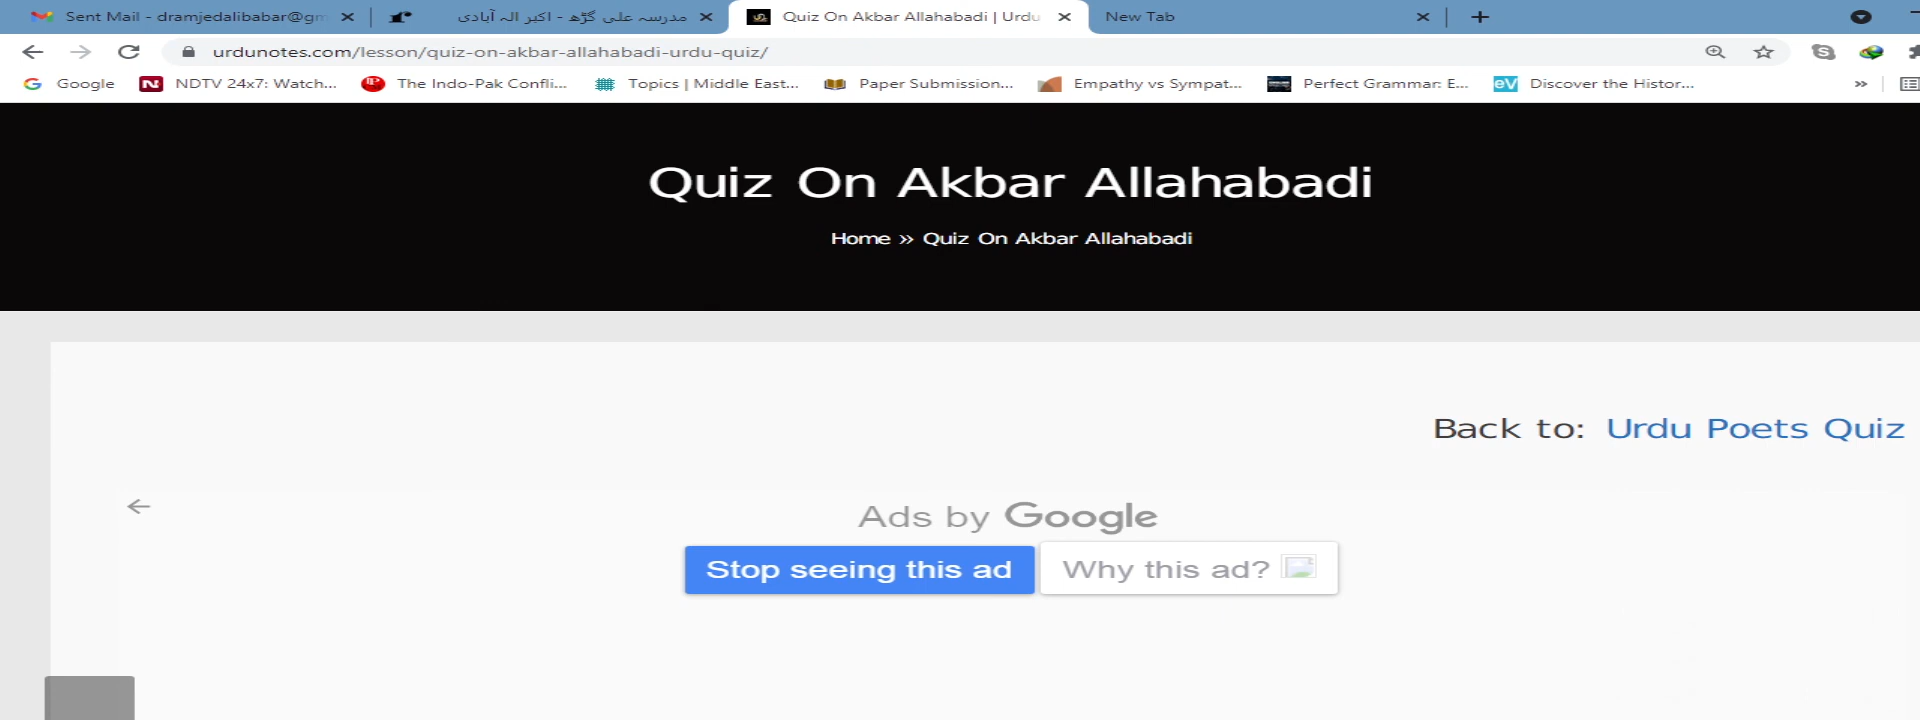 Sent Mail - dramjedalibabar@gm
مدرسہ علی گڑھ - اکبر الہ آبادی
Quiz On Akbar Allahabadi | Urdu
New Tab
urdunotes.com/lesson/quiz-on-akbar-allahabadi-urdu-quiz/
Google NDTV 24x7: Watch... The Indo-Pak Confli... Topics | Middle East... Paper Submission... Empathy vs Sympat... Perfect Grammar: E... eV Discover the Histor... »
Quiz On Akbar Allahabadi
Home » Quiz On Akbar Allahabadi
Back to: Urdu Poets Quiz
Ads by Google
Stop seeing this ad Why this ad?